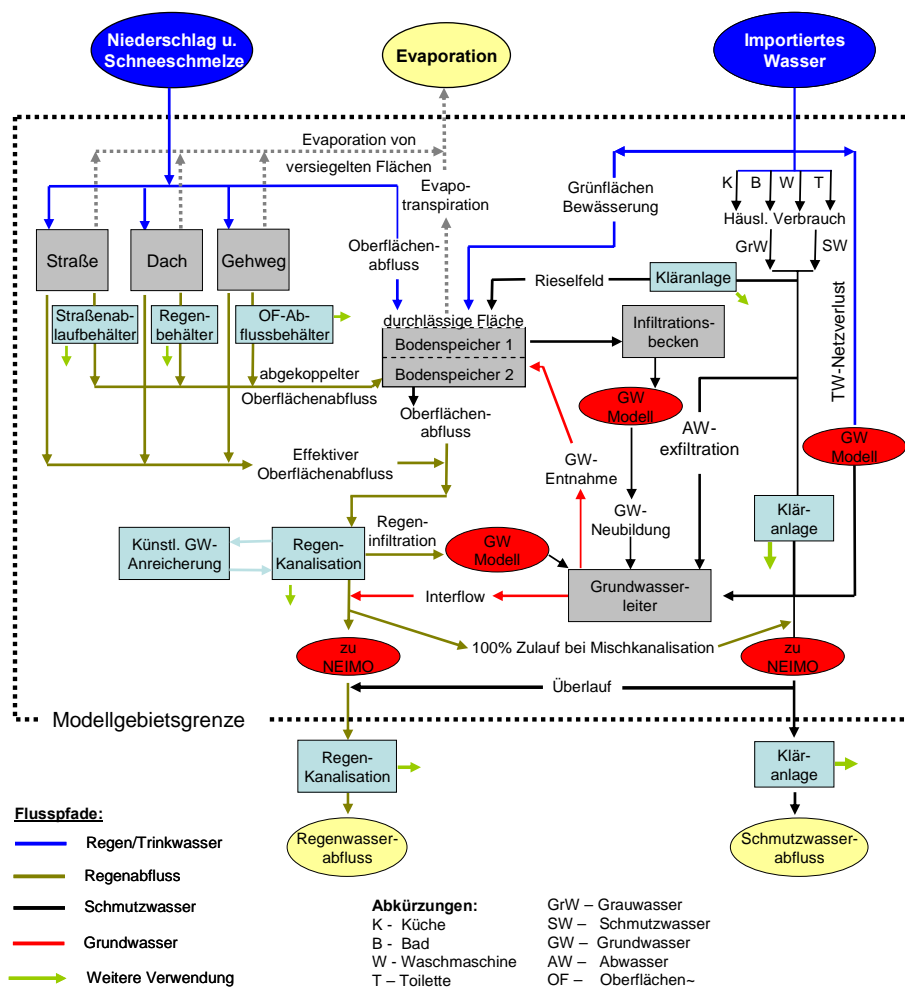 Niederschlag u.
Schneeschmelze
Evaporation
Importiertes
Wasser
Evaporation von
versiegelten Flächen
Evapo-
transpiration
Grünflächen
Bewässerung
K
B
W
T
Häusl. Verbrauch
GrW
SW
Straße
Dach
Gehweg
Oberflächen-
abfluss
Rieselfeld
Kläranlage
TW-Netzverlust
Straßenab-
laufbehälter
Regen-
behälter
OF-Ab-
flussbehälter
durchlässige Fläche
Bodenspeicher 1
Bodenspeicher 2
Infiltrations-
becken
abgekoppelter
Oberflächenabfluss
Oberflächen-
abfluss
GW
Modell
AW-
exfiltration
GW
Modell
Effektiver
Oberflächenabfluss
GW-
Entnahme
GW-
Neubildung
Klär-
anlage
Künstl. GW-
Anreicherung
Regen-
Kanalisation
Regen-
infiltration
GW
Modell
Grundwasser-
leiter
Interflow
100% Zulauf bei Mischkanalisation
zu
NEIMO
zu
NEIMO
Überlauf
Modellgebietsgrenze
Regen-
Kanalisation
Klär-
anlage
Regenwasser-
abfluss
Schmutzwasser-
abfluss
Flusspfade:
Regen/Trinkwasser
Regenabfluss
Schmutzwasser
Grundwasser
Weitere Verwendung
Abkürzungen:
K - Küche
B - Bad
W - Waschmaschine
T – Toilette
GrW – Grauwasser
SW – Schmutzwasser
GW – Grundwasser
AW – Abwasser
OF – Oberflächen~